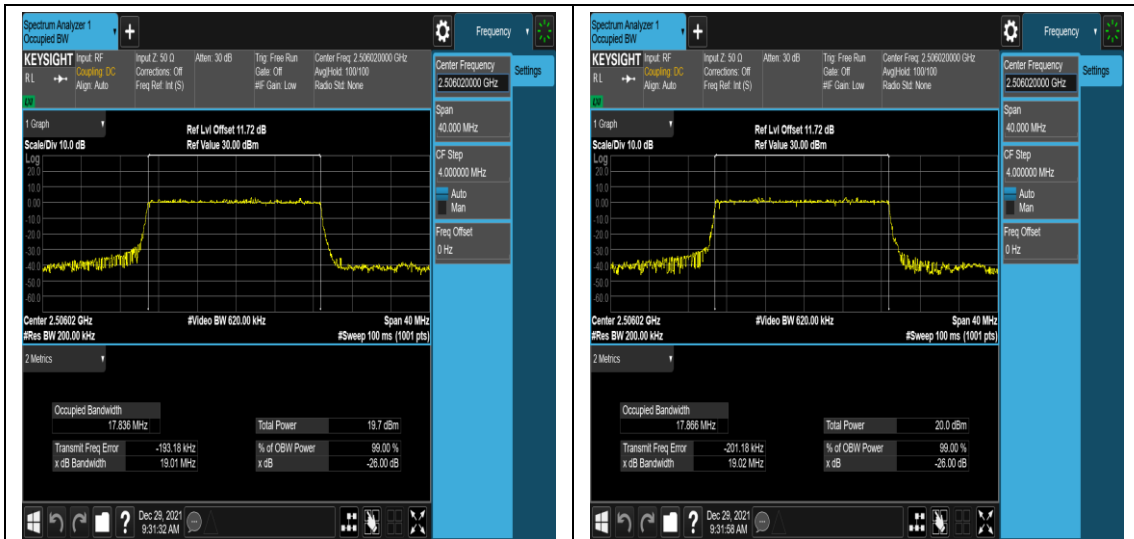 Spectrum Analyzer 1
Occupied BW
+
Frequency
KEYSIGHT
RL
Input: RF
Coupling: DC
Align: Auto
Input Z: 50 Ω
Corrections: Off
Freq Ref: Int (S)
Atten: 30 dB
Trig: Free Run
Gate: Off
#IF Gain: Low
Center Freq: 2.506020000 GHz
Avg|Hold: 100/100
Radio Std: None
LW
Center Frequency
2.506020000 GHz
Settings
Span
40.000 MHz
CF Step
4.000000 MHz
Auto
Man
Freq Offset
0 Hz
1 Graph
Scale/Div 10.0 dB
Ref Lvl Offset 11.72 dB
Ref Value 30.00 dBm
Log
20.0
10.0
0.00
-10.0
-20.0
-30.0
-40.0
-50.0
-60.0
Center 2.50602 GHz
#Video BW 620.00 kHz
Span 40 MHz
#Res BW 200.00 kHz
#Sweep 100 ms (1001 pts)
2 Metrics
Occupied Bandwidth
17.836 MHz
Total Power 19.7 dBm
Transmit Freq Error -193.18 kHz
% of OBW Power 99.00 %
x dB Bandwidth 19.01 MHz
x dB -26.00 dB
?
Dec 29, 2021
9:31:32 AM
Spectrum Analyzer 1
Occupied BW
+
Frequency
KEYSIGHT
RL
Input: RF
Coupling: DC
Align: Auto
Input Z: 50 Ω
Corrections: Off
Freq Ref: Int (S)
Atten: 30 dB
Trig: Free Run
Gate: Off
#IF Gain: Low
Center Freq: 2.506020000 GHz
Avg|Hold: 100/100
Radio Std: None
LW
Center Frequency
2.506020000 GHz
Settings
Span
40.000 MHz
CF Step
4.000000 MHz
Auto
Man
Freq Offset
0 Hz
1 Graph
Scale/Div 10.0 dB
Ref Lvl Offset 11.72 dB
Ref Value 30.00 dBm
Log
20.0
10.0
0.00
-10.0
-20.0
-30.0
-40.0
-50.0
-60.0
Center 2.50602 GHz
#Video BW 620.00 kHz
Span 40 MHz
#Res BW 200.00 kHz
#Sweep 100 ms (1001 pts)
2 Metrics
Occupied Bandwidth
17.866 MHz
Total Power 20.0 dBm
Transmit Freq Error -201.18 kHz
% of OBW Power 99.00 %
x dB Bandwidth 19.02 MHz
x dB -26.00 dB
?
Dec 29, 2021
9:31:58 AM